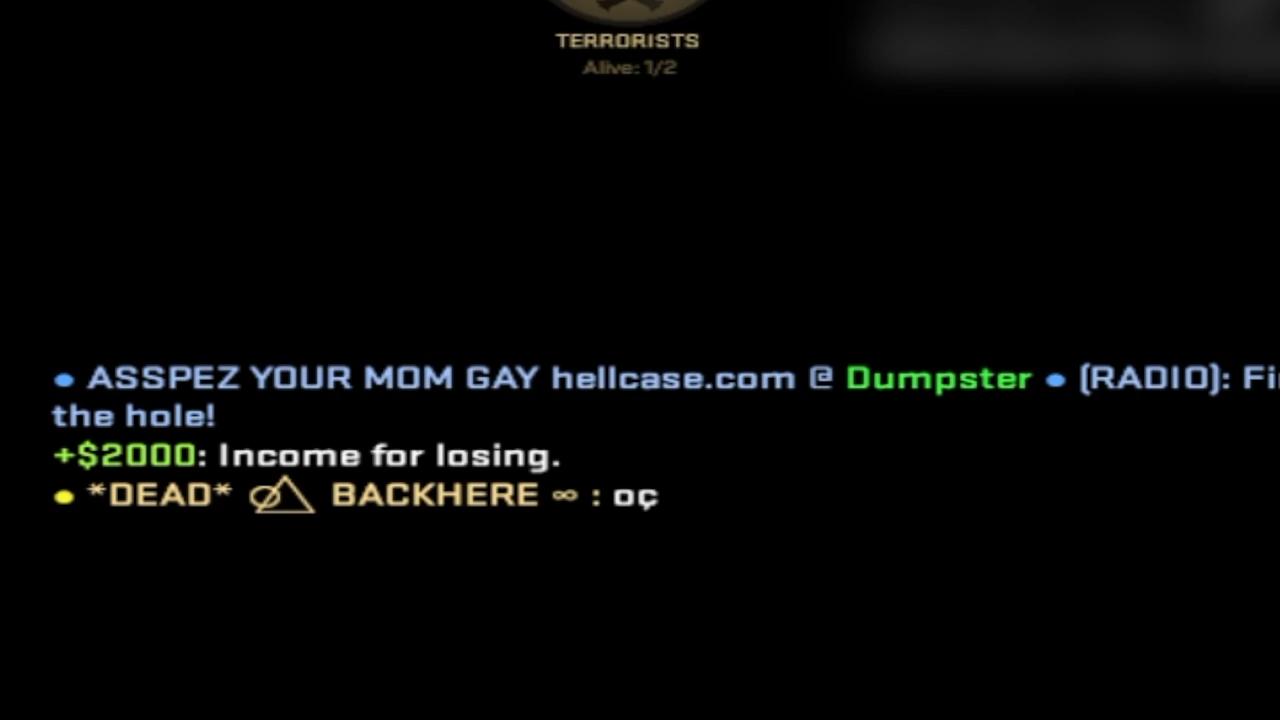 TERRORISTS
Alive: 1/2
● ASSPEZ YOUR MOM GAY hellcase.com @ Dumpster ● (RADIO): Fi
the hole!
+$2000: Income for losing.
● *DEAD* ∅△ BACKHERE ∞ : oç